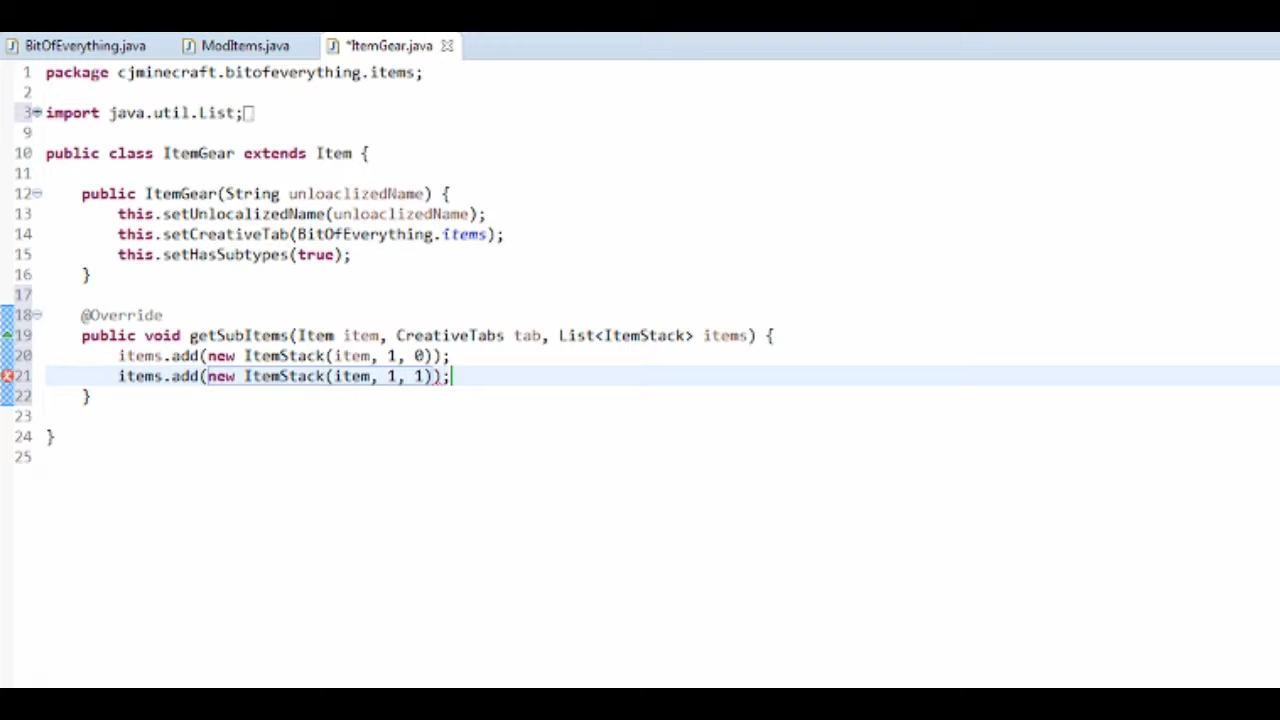 BitOfEverything.java ModItems.java *ItemGear.java
1 package cjminecraft.bitofeverything.items;
2
3 import java.util.List;
9
10 public class ItemGear extends Item {
11
12 public ItemGear(String unloaclizedName) {
13 this.setUnlocalizedName(unloaclizedName);
14 this.setCreativeTab(BitOfEverything.items);
15 this.setHasSubtypes(true);
16 }
17
18 @Override
19 public void getSubItems(Item item, CreativeTabs tab, List<ItemStack> items) {
20 items.add(new ItemStack(item, 1, 0));
21 items.add(new ItemStack(item, 1, 1));
22 }
23
24 }
25